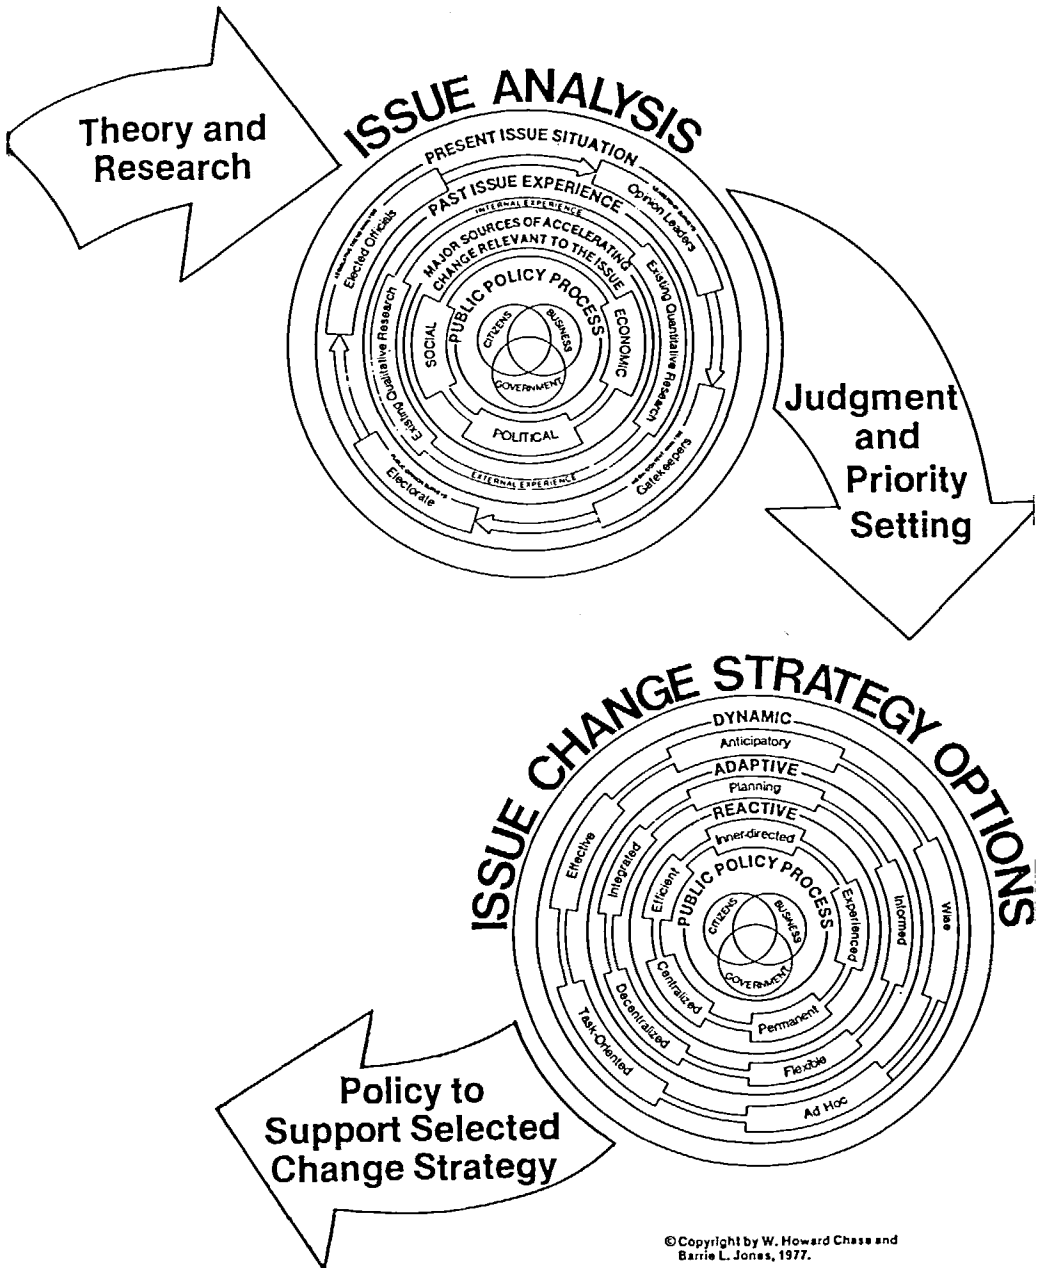 Theory and
Research
ISSUE ANALYSIS
PRESENT ISSUE SITUATION
Opinion Leaders
Gatekeepers
Electorate
Elected Officials
PAST ISSUE EXPERIENCE
INTERNAL EXPERIENCE
Existing Quantitative Research
EXTERNAL EXPERIENCE
Existing Qualitative Research
MAJOR SOURCES OF ACCELERATING
CHANGE RELEVANT TO THE ISSUE
ECONOMIC
POLITICAL
SOCIAL
PUBLIC POLICY PROCESS
CITIZENS
BUSINESS
GOVERNMENT
Judgment
and
Priority
Setting
ISSUE CHANGE STRATEGY OPTIONS
DYNAMIC
Anticipatory
Wise
Ad Hoc
Task-Oriented
Effective
ADAPTIVE
Planning
Informed
Flexible
Decentralized
Integrated
REACTIVE
Inner-directed
Experienced
Permanent
Centralized
Efficient
PUBLIC POLICY PROCESS
CITIZENS
BUSINESS
GOVERNMENT
Policy to
Support Selected
Change Strategy
©Copyright by W. Howard Chase and
Barrie L. Jones, 1977.